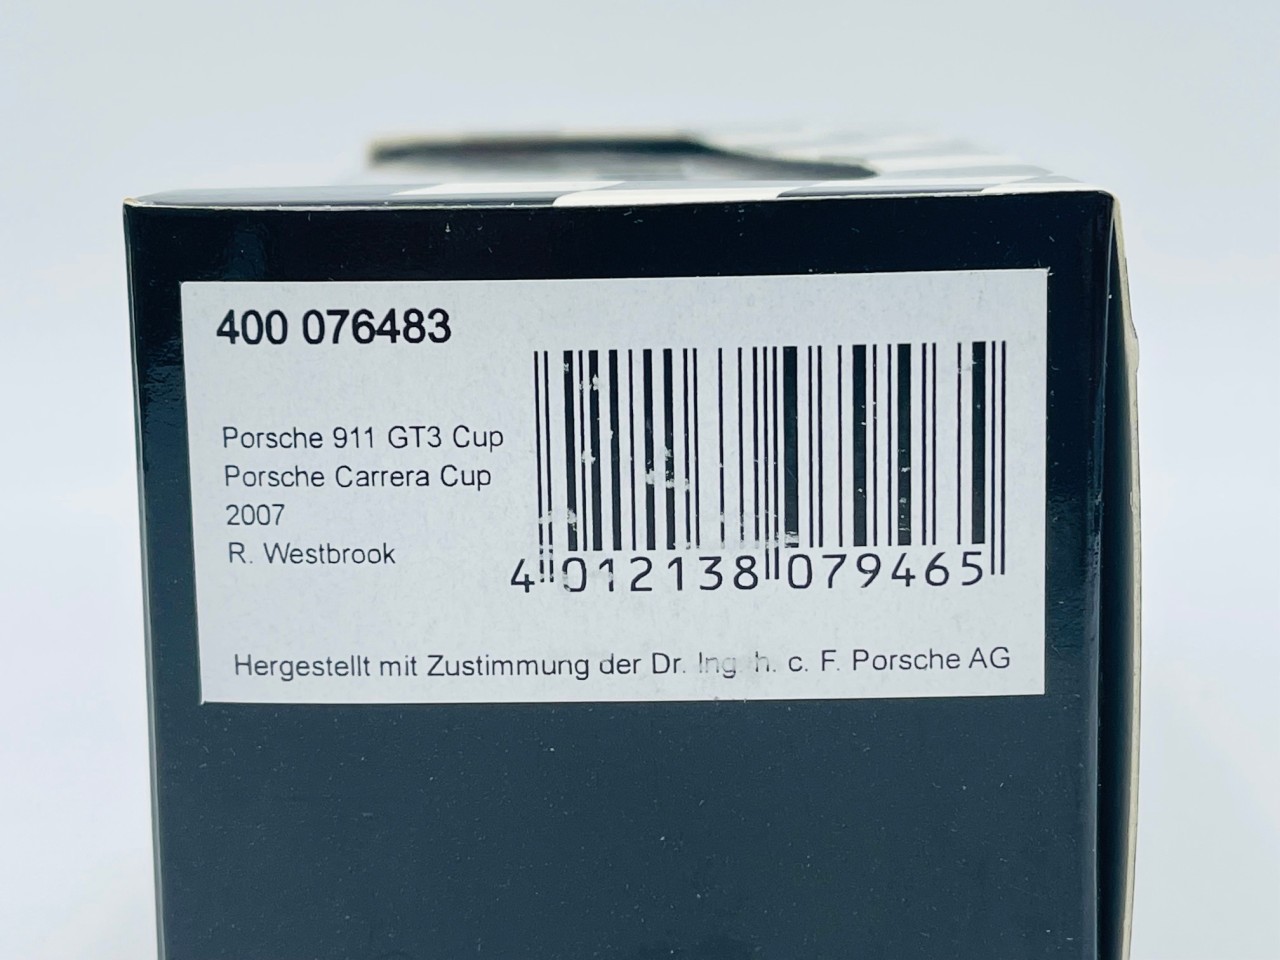 400 076483
Porsche 911 GT3 Cup
Porsche Carrera Cup
2007
R. Westbrook
4 012138 079465
Hergestellt mit Zustimmung der Dr. Ing. h. c. F. Porsche AG